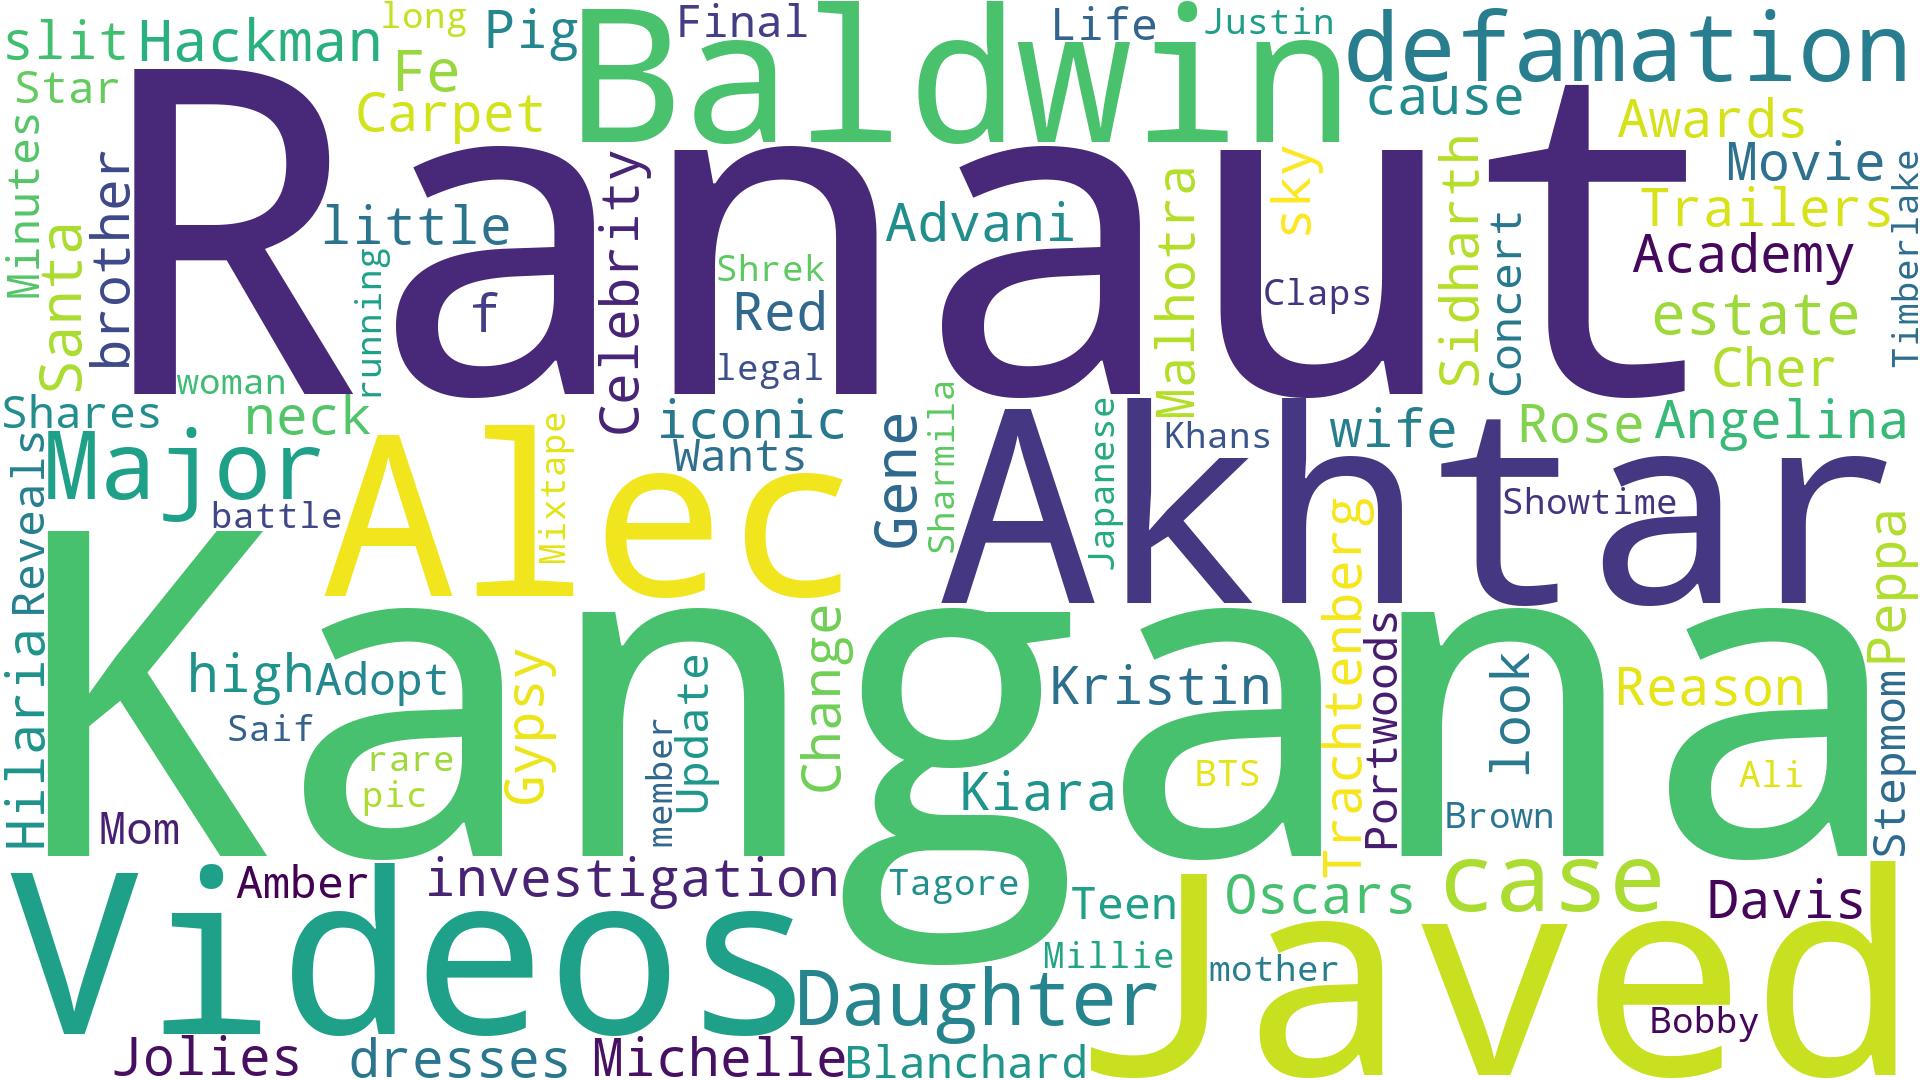 slit
Hackman
long
Pig
Baldwin
Final
Life
Justin
defamation
Star
Fe
Carpet
cause
Awards
Minutes
brother
Ranaut
Celebrity
little
Advani
Malhotra
sky
Sidharth
Concert
Movie
Trailers
Timberlake
Academy
Santa
running
f
Shrek
Red
legal
Claps
estate
Cher
woman
Shares
neck
iconic
Wants
Gene
Sharmila
Japanese
Khans
wife
Rose
Angelina
Reveals
Major
battle
Alec
Mixtape
Akhtar
Showtime
Trachtenberg
Peppa
Hilaria
Kangana
high
Adopt
Saif
rare
pic
Gypsy
member
Update
Change
Kristin
Kiara
BTS
Portwoods
look
Brown
Reason
Ali
Stepmom
Mom
Videos
Amber
investigation
Tagore
Teen
Oscars
case
Davis
Millie
mother
Javed
Daughter
Bobby
Jolies
dresses
Michelle
Blanchard